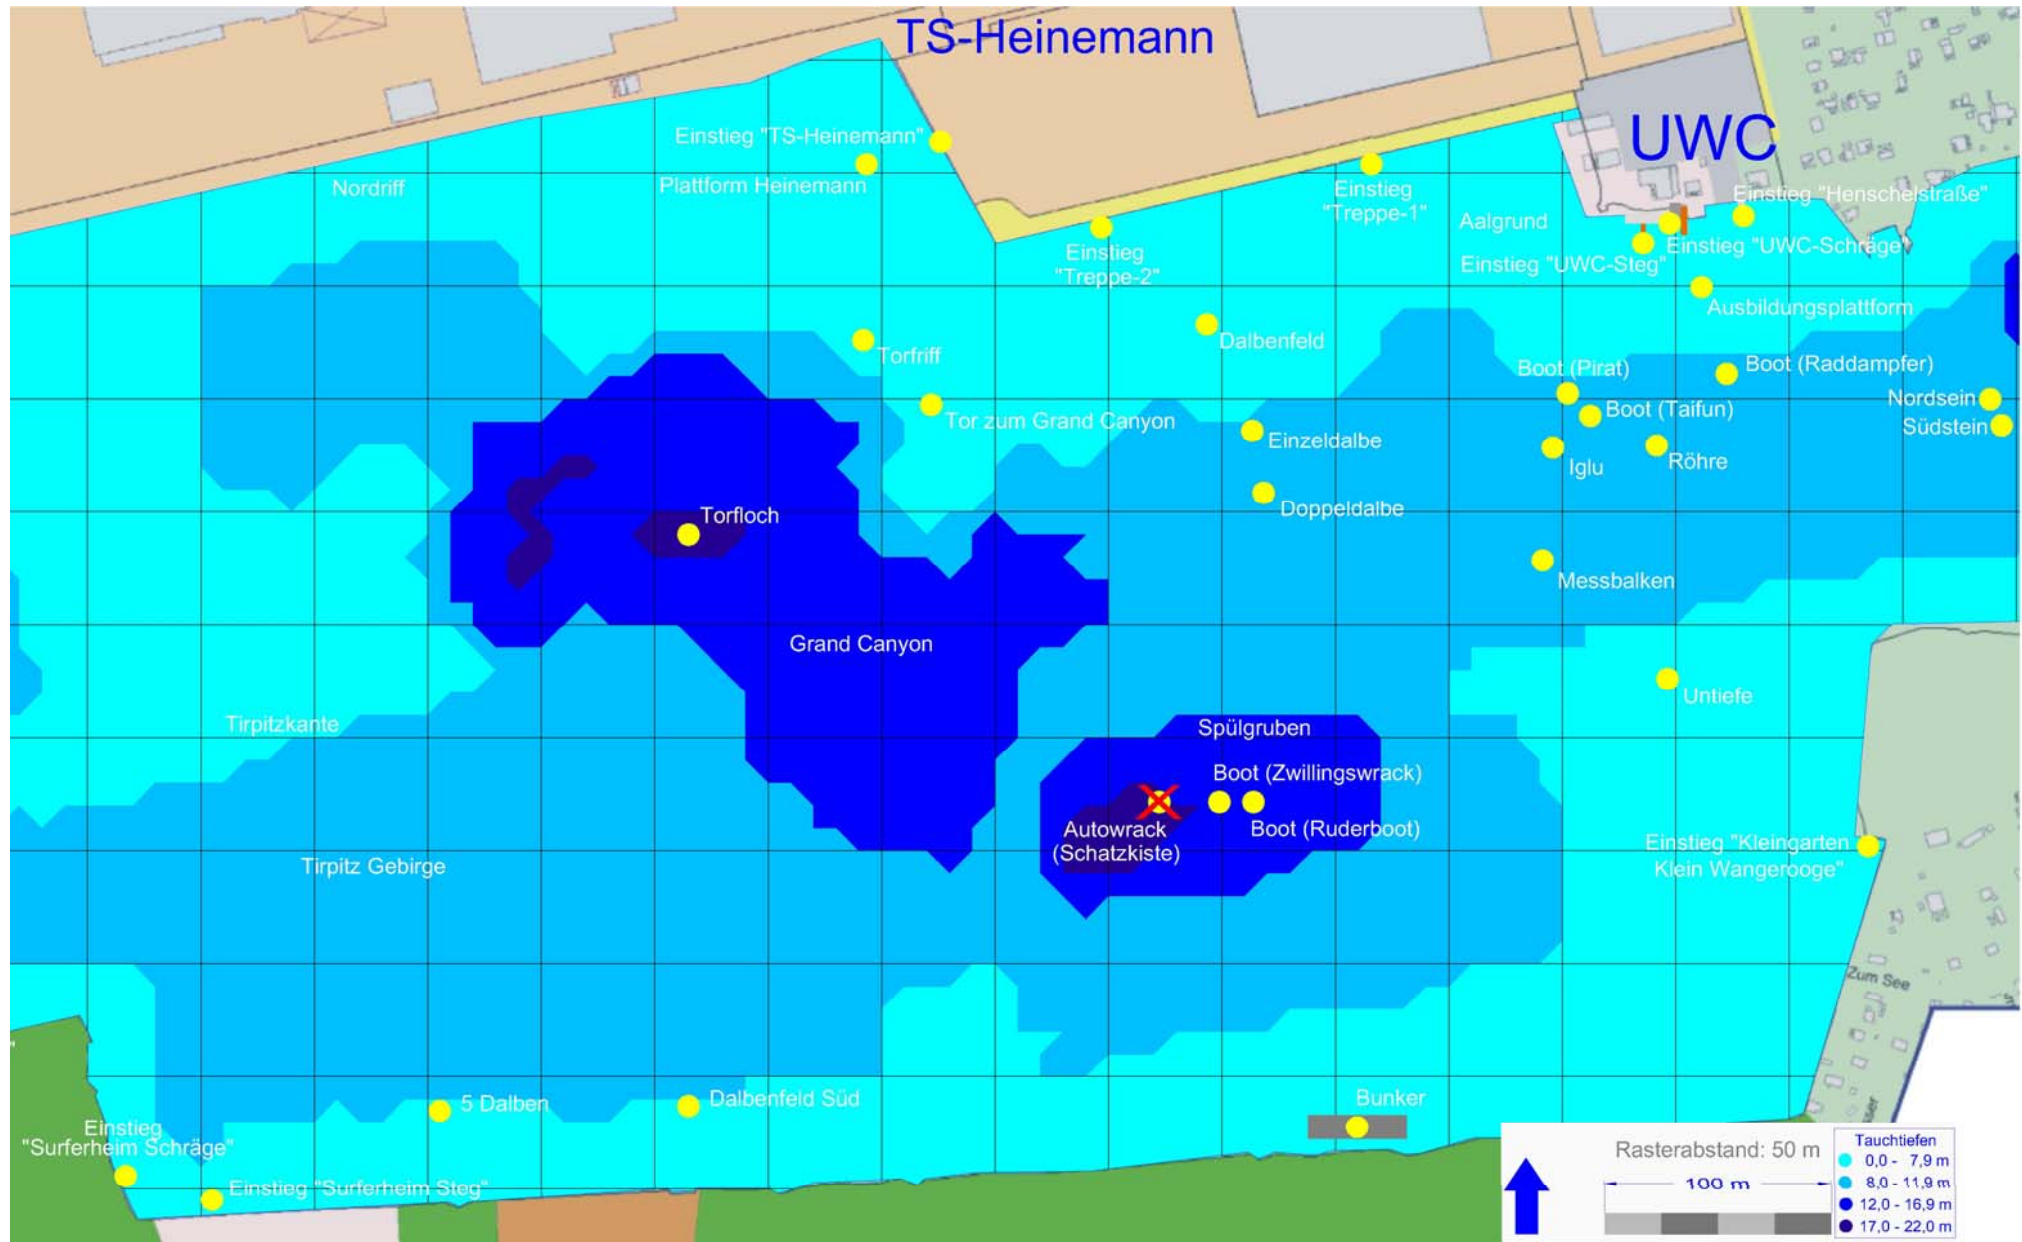 TS-Heinemann
UWC
Einstieg "TS-Heinemann"
Plattform Heinemann
Nordriff
Einstieg
"Treppe-1"
Aalgrund
Einstieg "Henschelstraße"
Einstieg "UWC-Schräge"
Einstieg "UWC-Steg"
Einstieg
"Treppe-2"
Ausbildungsplattform
Dalbenfeld
Torfriff
Boot (Pirat)
Boot (Raddampfer)
Nordsein
Boot (Taifun)
Südstein
Tor zum Grand Canyon
Einzeldalbe
Iglu
Röhre
Doppeldalbe
Torfloch
Messbalken
Grand Canyon
Untiefe
Tirpitzkante
Spülgruben
Boot (Zwillingswrack)
Autowrack
(Schatzkiste)
Boot (Ruderboot)
Einstieg "Kleingarten
Klein Wangerooge"
Tirpitz Gebirge
Zum See
5 Dalben
Dalbenfeld Süd
Bunker
Einstieg
"Surferheim Schräge"
Einstieg "Surferheim Steg"
Rasterabstand: 50 m
100 m
Tauchtiefen
0,0 - 7,9 m
8,0 - 11,9 m
12,0 - 16,9 m
17,0 - 22,0 m